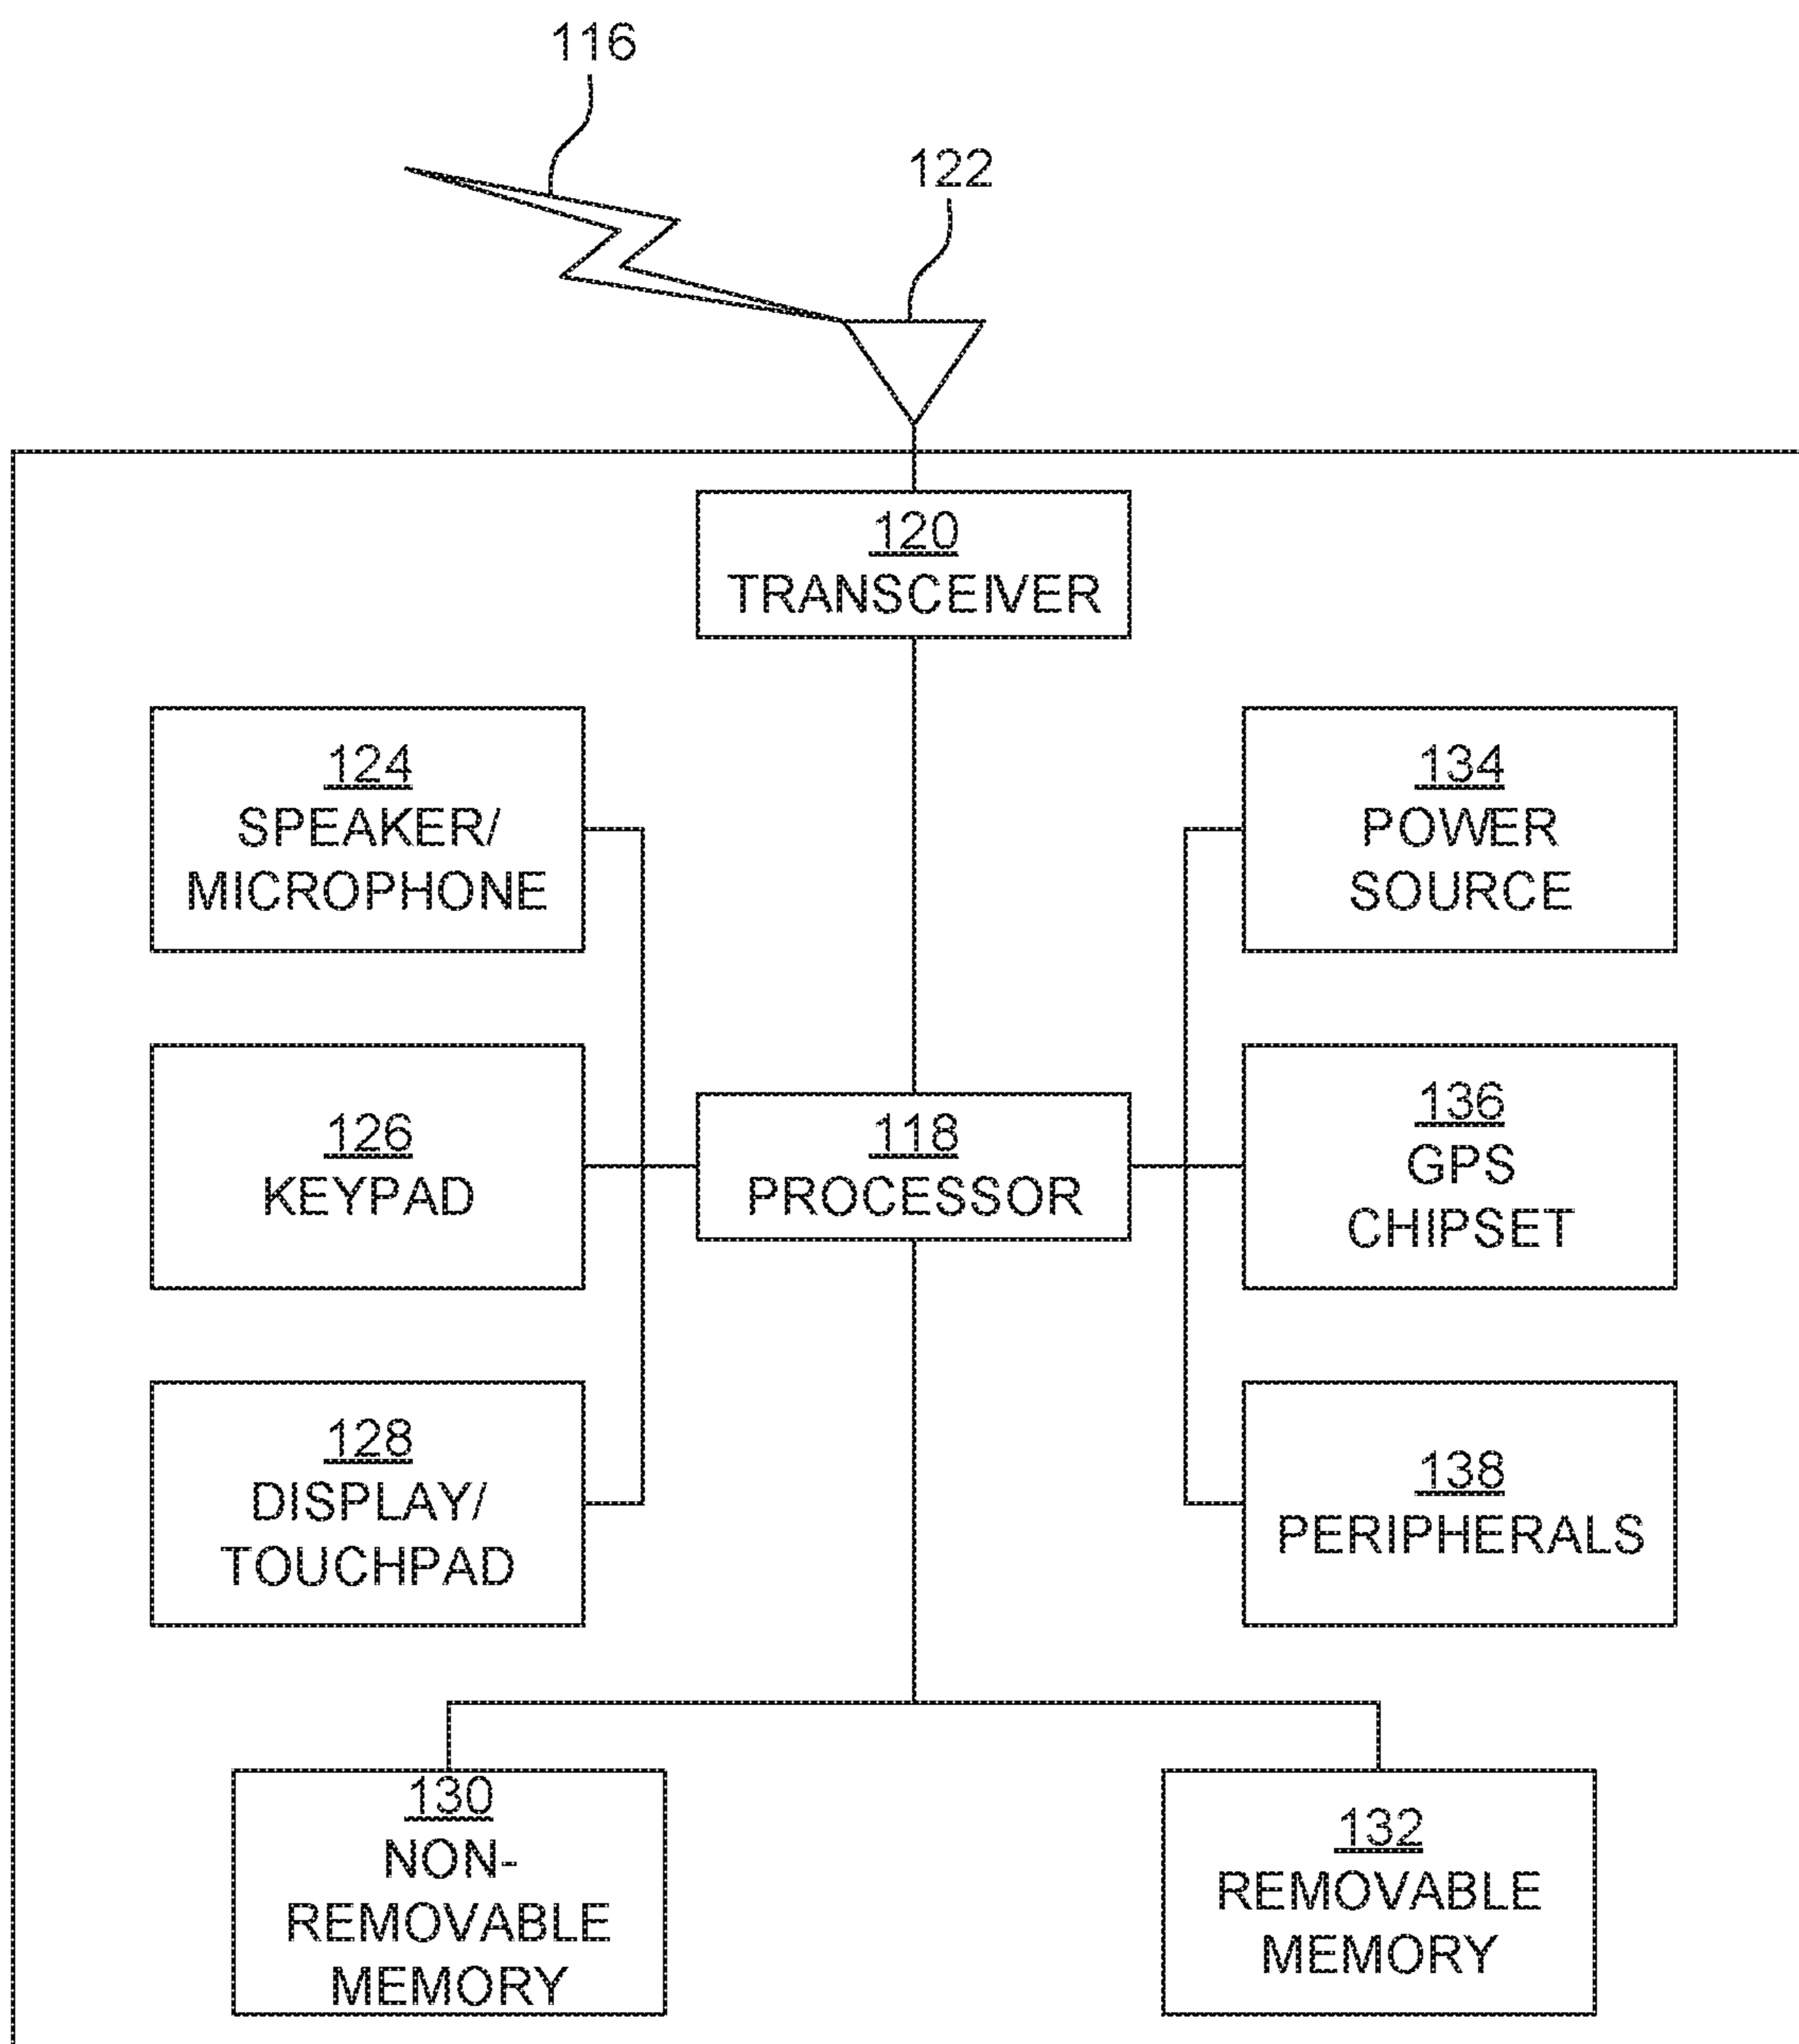 116
122
120
TRANSCEIVER
124
SPEAKER/
MICROPHONE
134
POWER
SOURCE
126
KEYPAD
118
PROCESSOR
136
GPS
CHIPSET
128
DISPLAY/
TOUCHPAD
138
PERIPHERALS
130
NON-
REMOVABLE
MEMORY
132
REMOVABLE
MEMORY